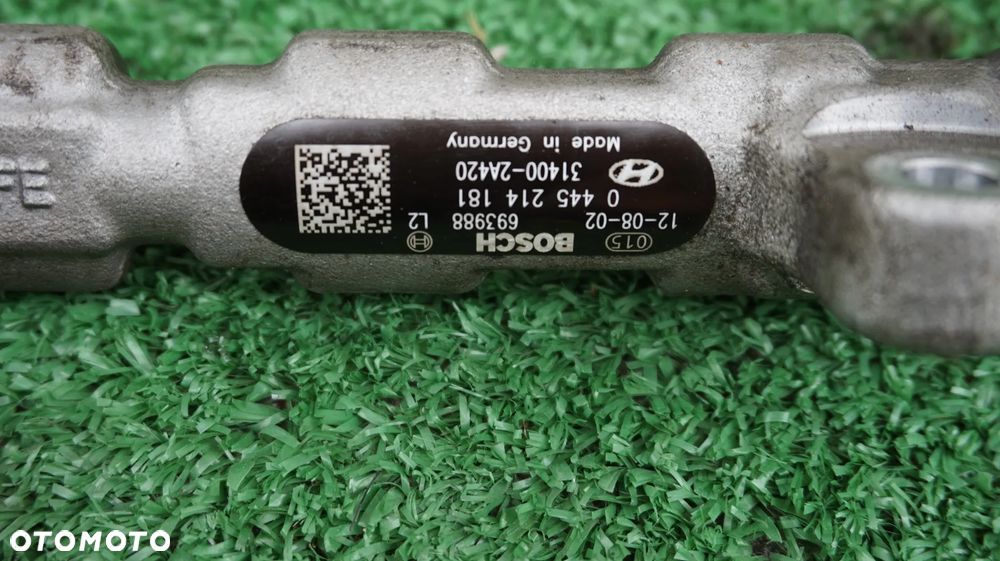 015 BOSCH
12-08-02 693988 L2
0 445 214 181
31400-2A420
Made in Germany
OTOMOTO